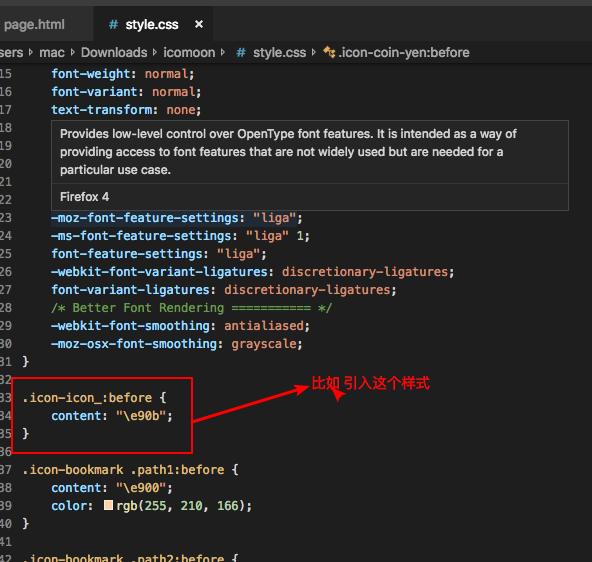 page.html # style.css ×
sers > mac > Downloads > icomoon > # style.css > .icon-coin-yen:before
15 font-weight: normal;
16 font-variant: normal;
17 text-transform: none;
18
Provides low-level control over OpenType font features. It is intended as a way of
19
providing access to font features that are not widely used but are needed for a
20
particular use case.
21
Firefox 4
22
23 -moz-font-feature-settings: "liga";
24 -ms-font-feature-settings: "liga" 1;
25 font-feature-settings: "liga";
26 -webkit-font-variant-ligatures: discretionary-ligatures;
27 font-variant-ligatures: discretionary-ligatures;
28 /* Better Font Rendering =========== */
29 -webkit-font-smoothing: antialiased;
30 -moz-osx-font-smoothing: grayscale;
31 }
32
比如 引入这个样式
33 .icon-icon_:before {
34 content: "\e90b";
35 }
36
37 .icon-bookmark .path1:before {
38 content: "\e900";
39 color: rgb(255, 210, 166);
40 }
41
42 .icon-bookmark .path2:before {